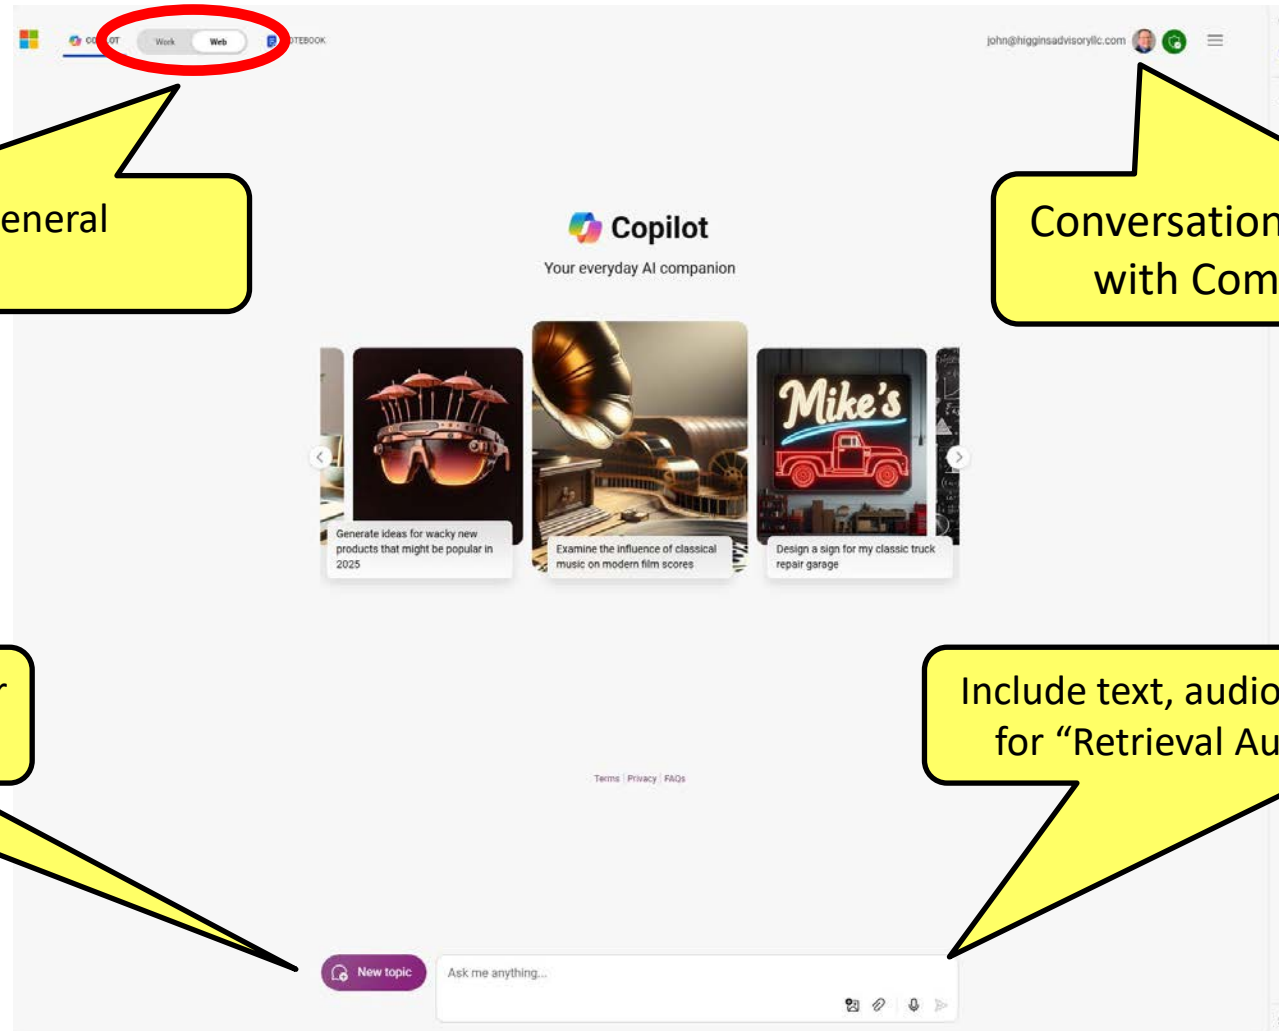 COPILOT
Work
Web
NOTEBOOK
john@higginsadvisoryllc.com
eneral
Conversation
with Com
Copilot
Your everyday AI companion
Mike's
Generate ideas for wacky new
products that might be popular in
2025
Examine the influence of classical
music on modern film scores
Design a sign for my classic truck
repair garage
r
Include text, audio
for “Retrieval Au
Terms | Privacy | FAQs
New topic
Ask me anything...